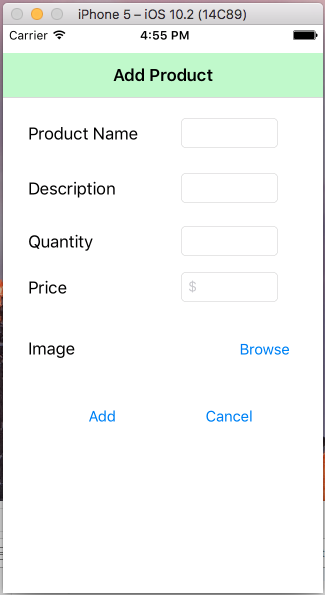 iPhone 5 – iOS 10.2 (14C89)
Carrier 4:55 PM
Add Product
Product Name
Description
Quantity
Price $
Image Browse
Add Cancel